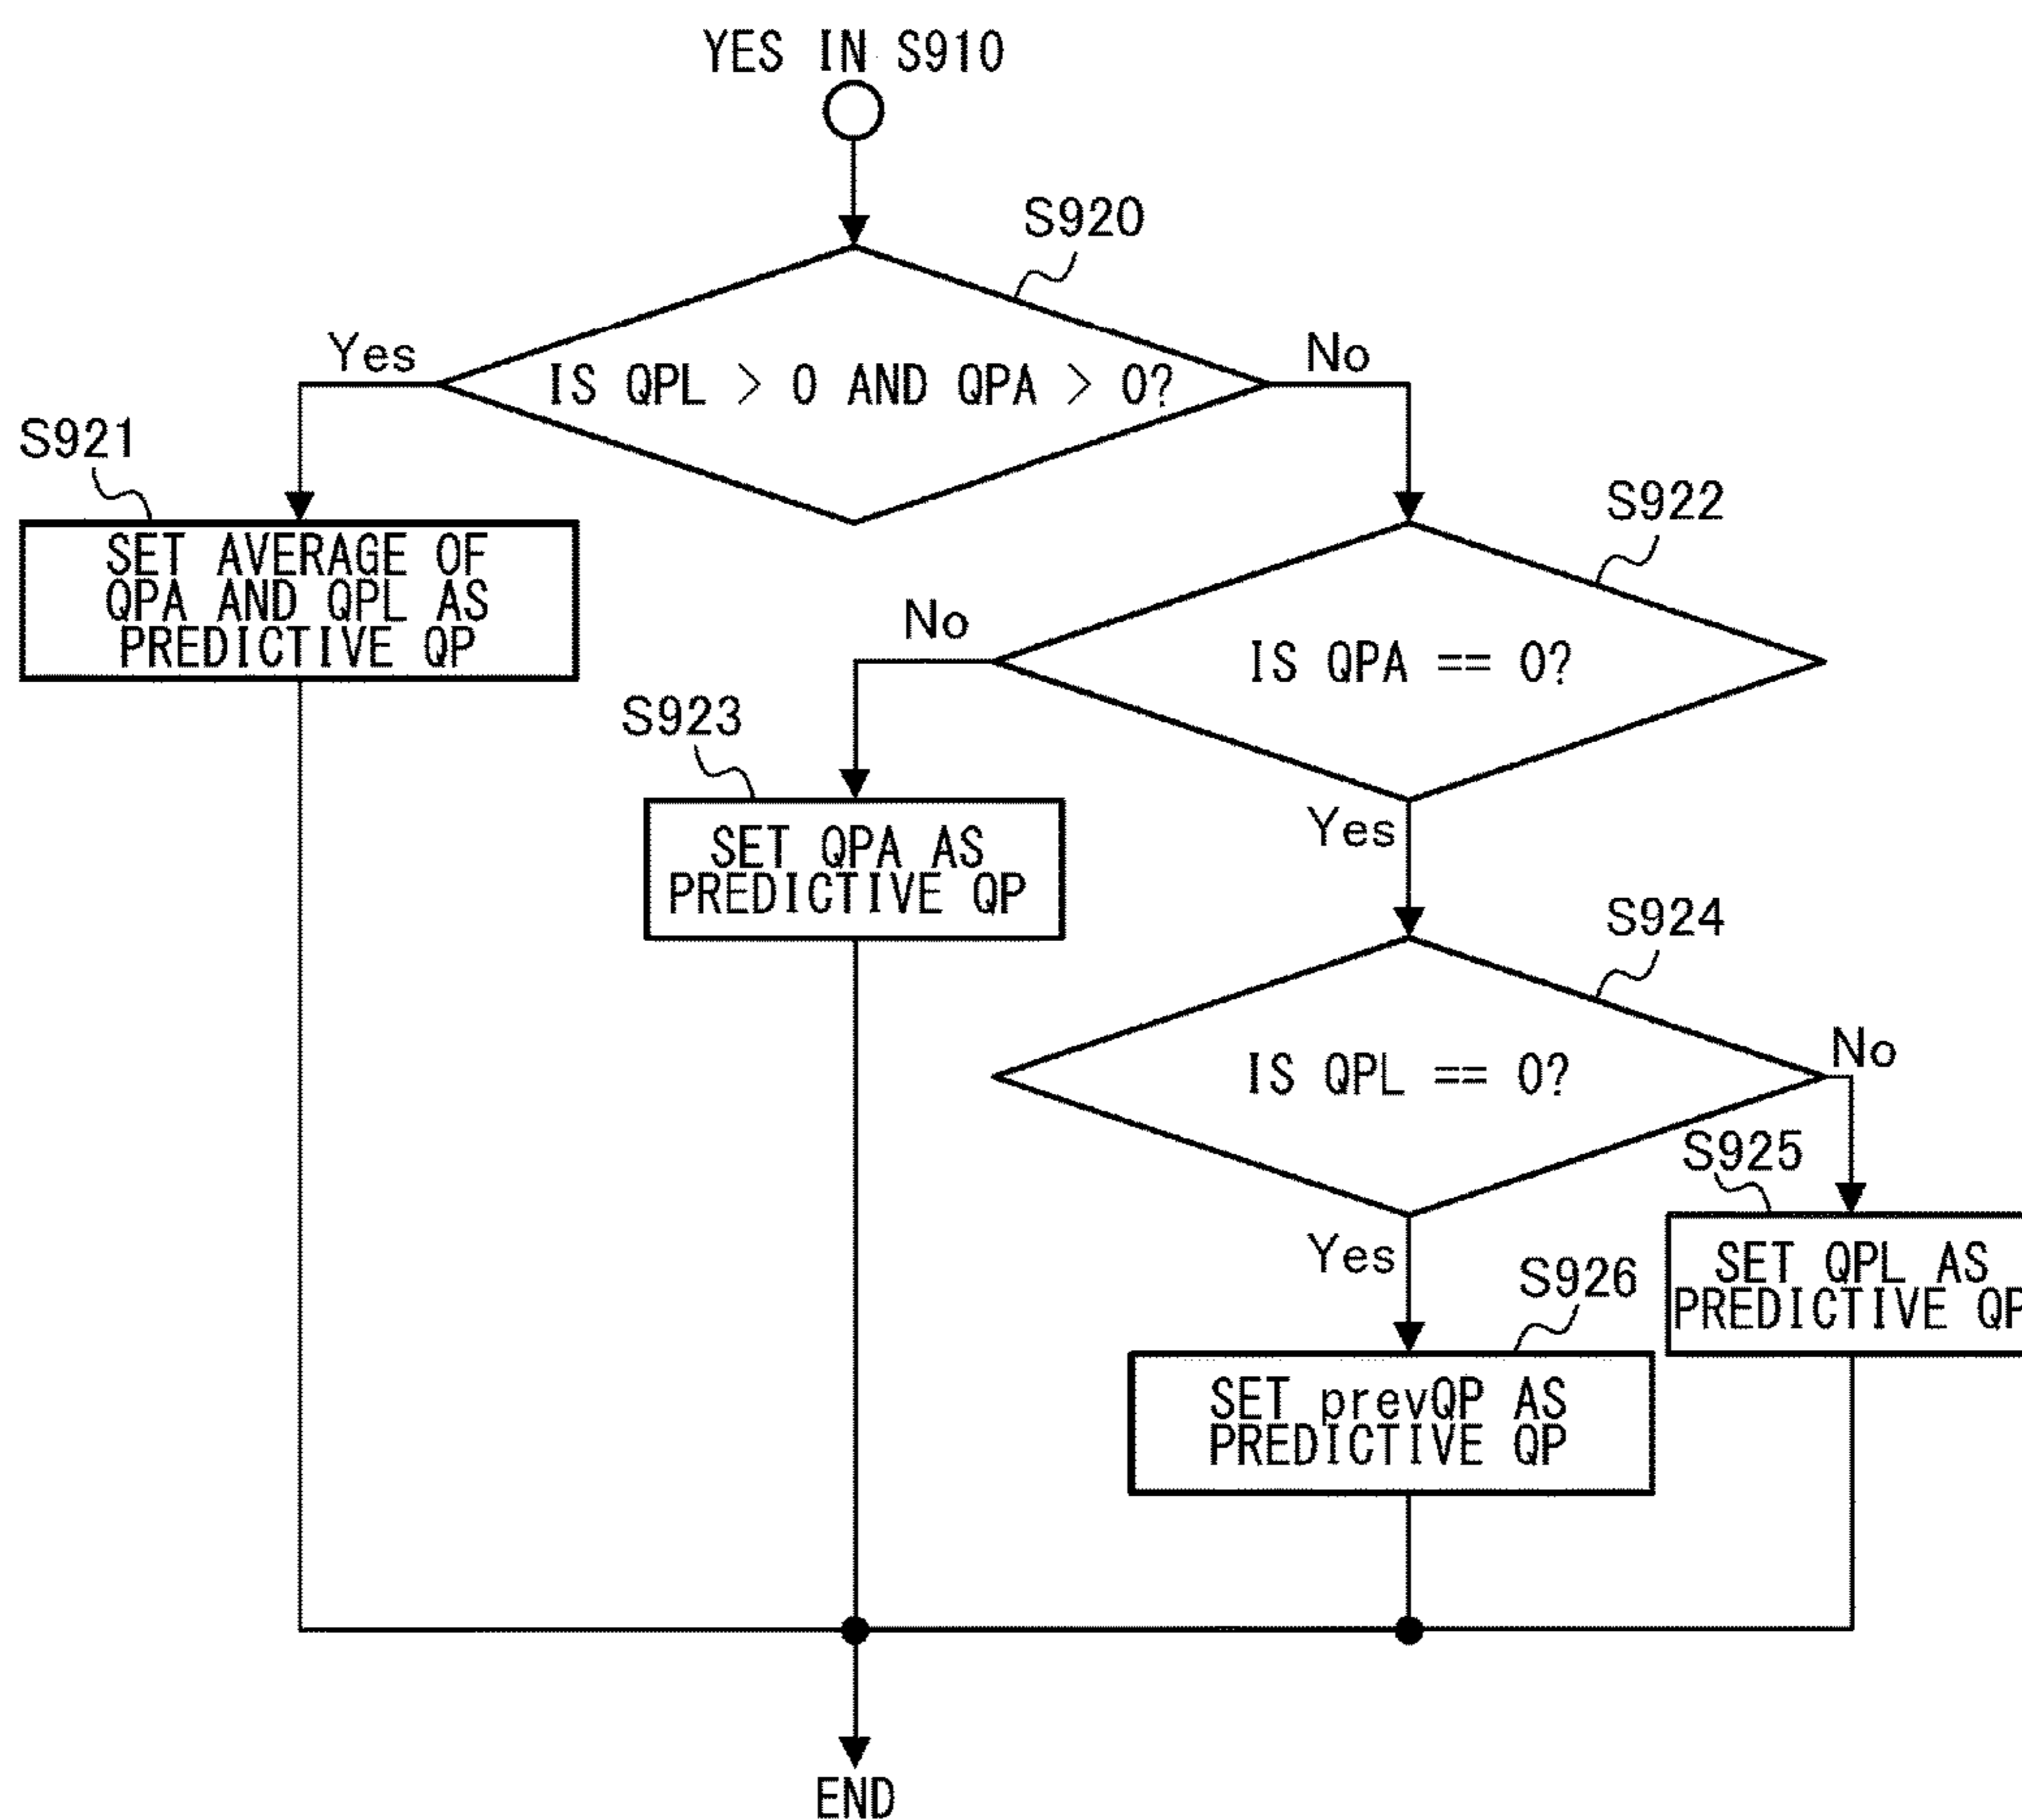 YES IN S910
S920
Yes
No
IS QPL > 0 AND QPA > 0?
S921
SET AVERAGE OF
QPA AND QPL AS
PREDICTIVE QP
S922
No
IS QPA == 0?
S923
Yes
SET QPA AS
PREDICTIVE QP
S924
No
IS QPL == 0?
S925
Yes
S926
SET QPL AS
PREDICTIVE QP
SET prevQP AS
PREDICTIVE QP
END